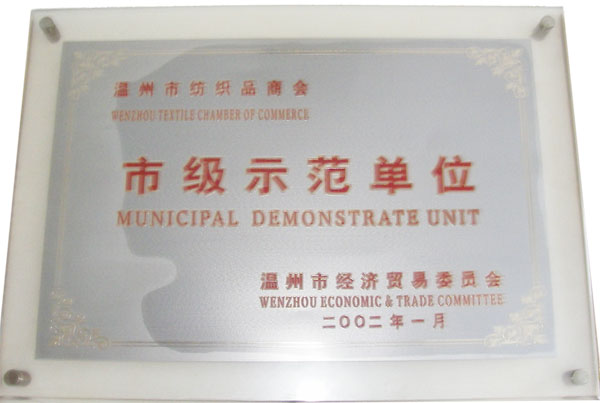 温州市纺织品商会
WENZHOU TEXTILE CHAMBER OF COMMERCE
市级示范单位
MUNICIPAL DEMONSTRATE UNIT
温州市经济贸易委员会
WENZHOU ECONOMIC & TRADE COMMITTEE
二〇〇二年一月